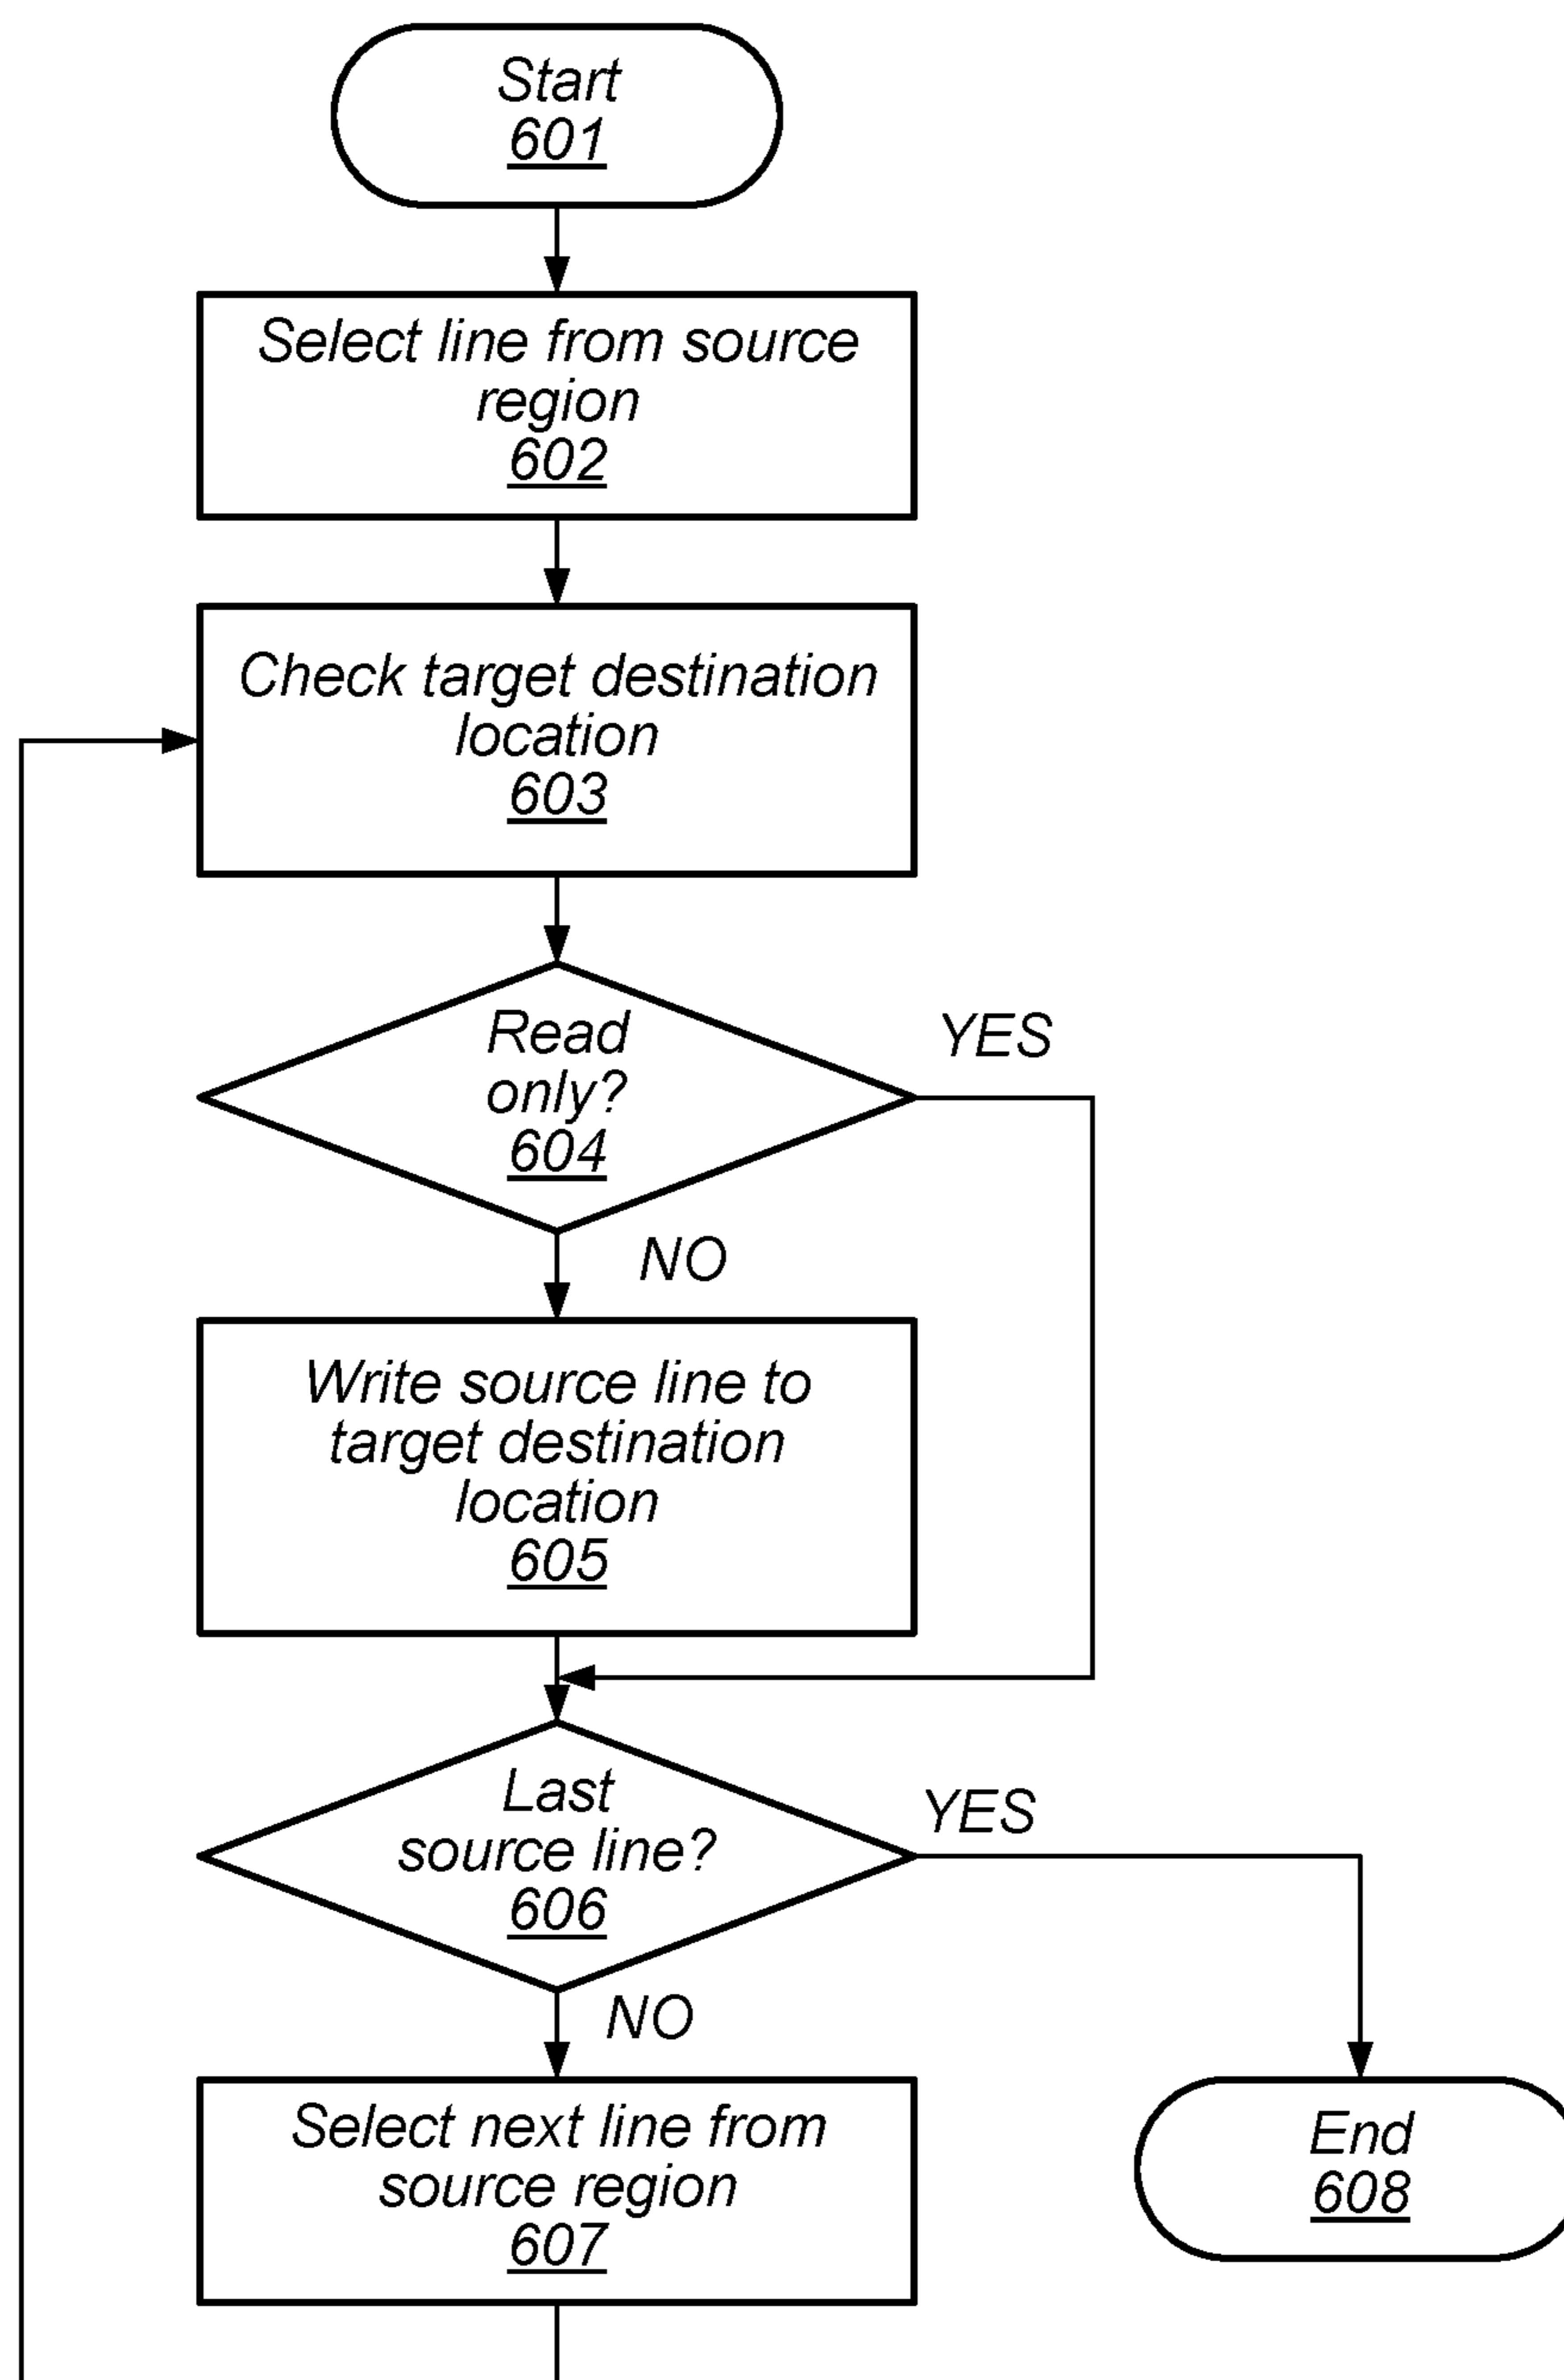 Start
601
Select line from source
region
602
Check target destination
location
603
Read
only?
604
YES
NO
Write source line to
target destination
location
605
Last
source line?
606
YES
NO
Select next line from
source region
607
End
608